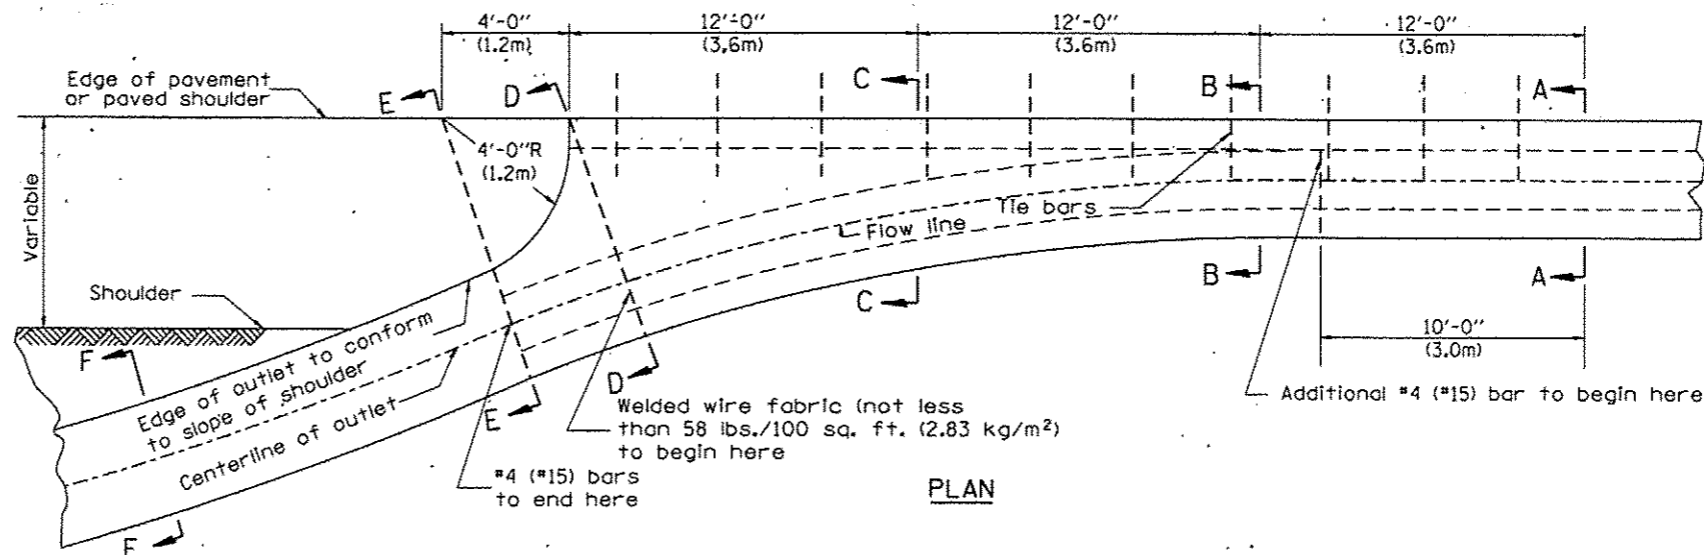 4'-0"
(1.2m)
12'-0"
(3.6m)
12'-0"
(3.6m)
12'-0"
(3.6m)
Edge of pavement
or paved shoulder
E
D
C
B
A
4'-0"R
(1.2m)
Variable
Tie bars
Flow line
Shoulder
B
A
C
10'-0"
(3.0m)
F
Edge of outlet to conform
to slope of shoulder
D
E
Additional #4 (#15) bar to begin here
Welded wire fabric (not less
than 58 lbs./100 sq. ft. (2.83 kg/m²)
to begin here
Centerline of outlet
#4 (#15) bars
to end here
PLAN
F